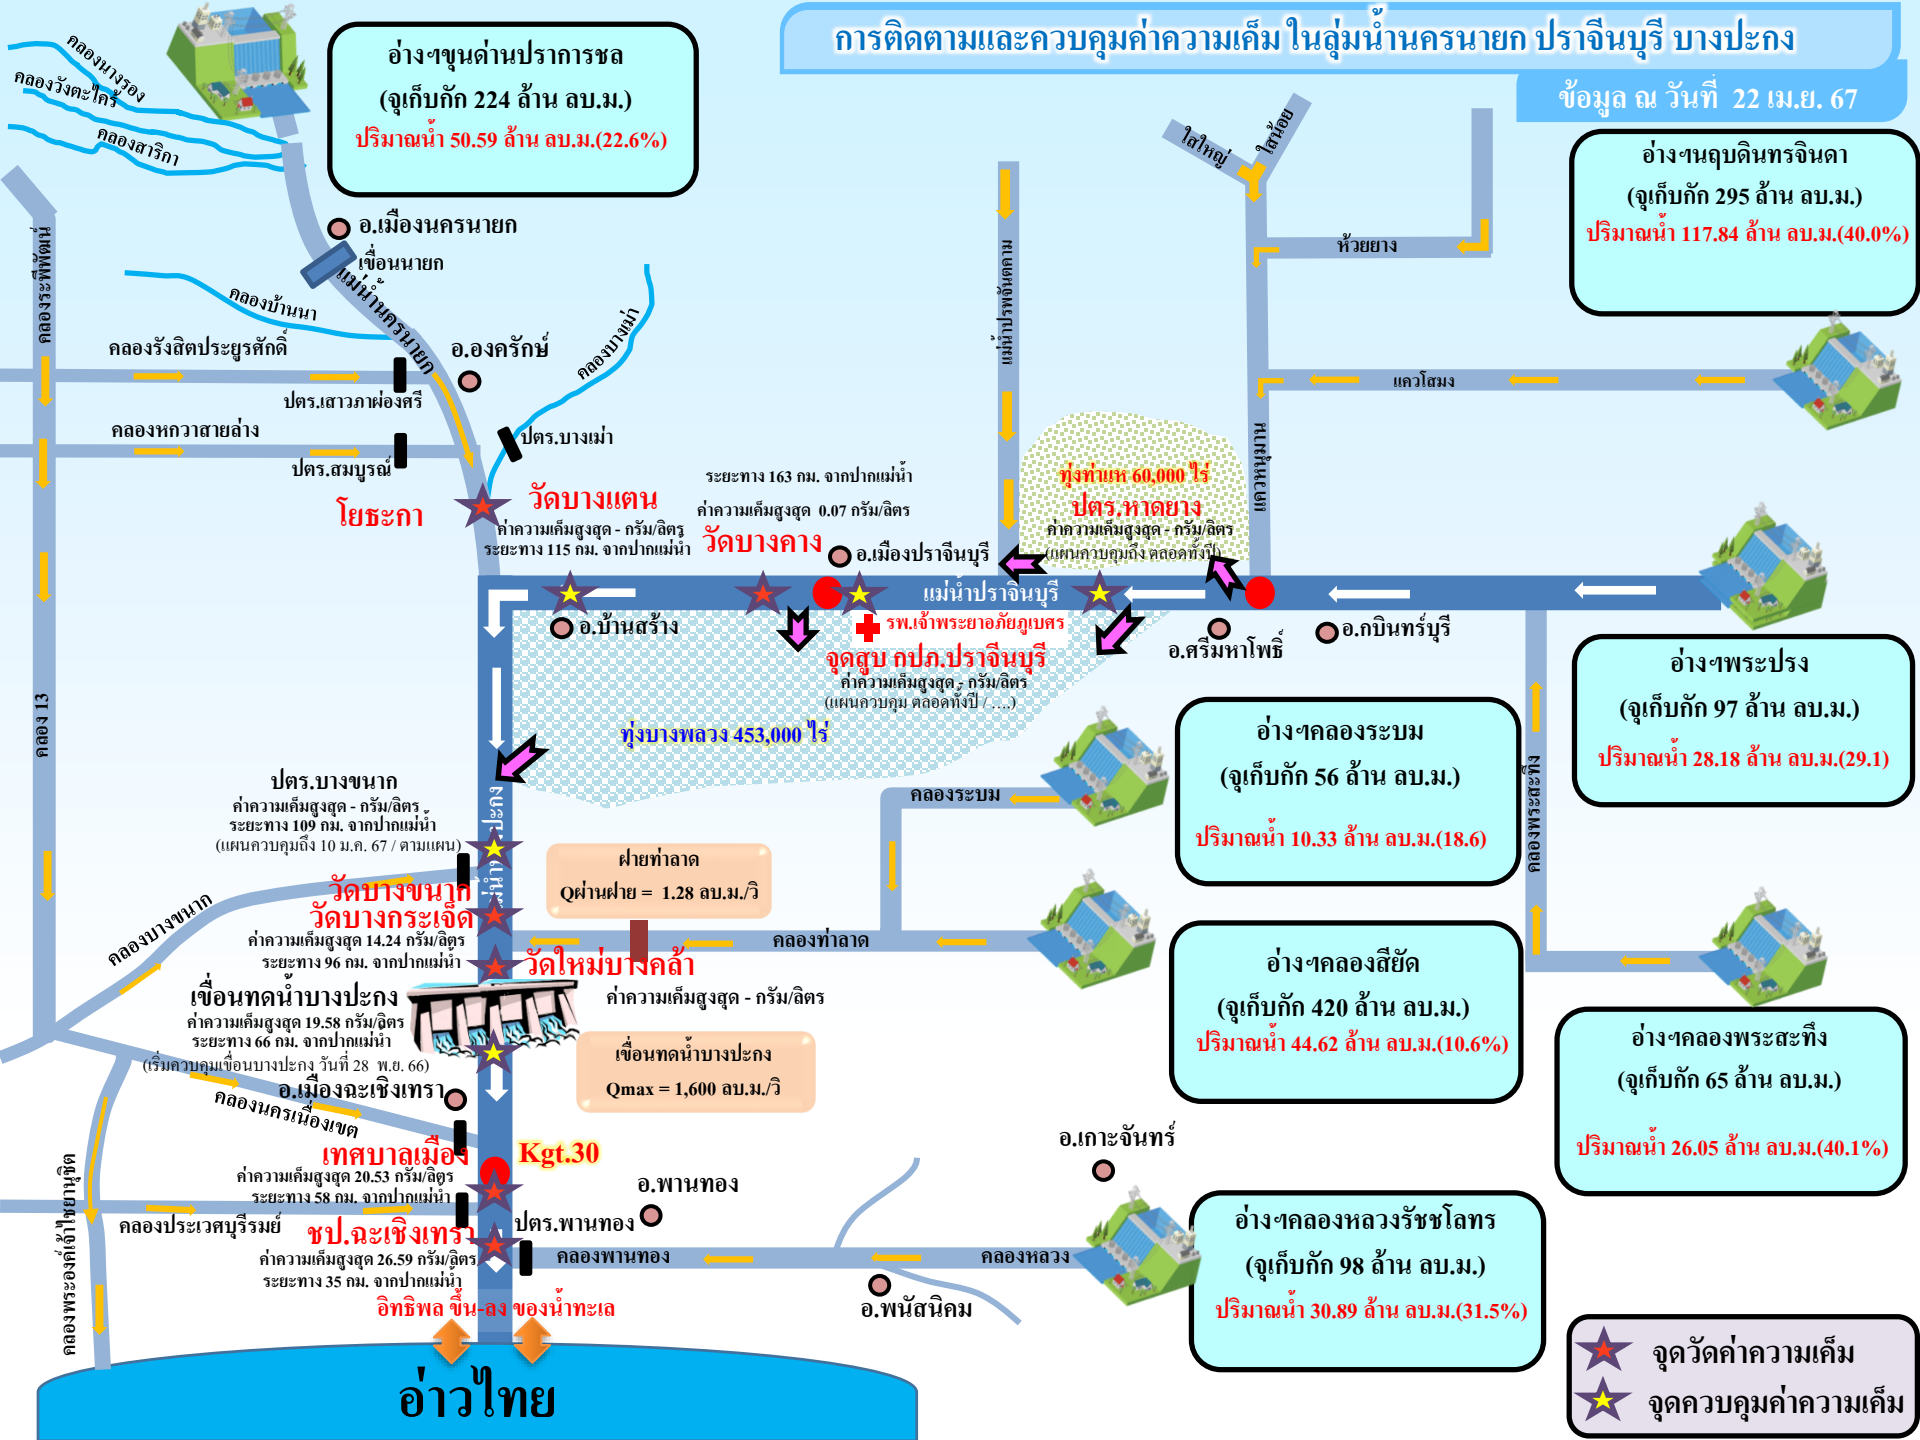 การติดตามและควบคุมค่าความเค็ม ในลุ่มน้ำนครนายก ปราจีนบุรี บางปะกง
ข้อมูล ณ วันที่ 22 เม.ย. 67
อ่างฯขุนด่านปราการชล
(จุเก็บกัก 224 ล้าน ลบ.ม.)
ปริมาณน้ำ 50.59 ล้าน ลบ.ม.(22.6%)
คลองนางรอง
คลองวังตะไคร้
คลองสาริกา
อ.เมืองนครนายก
เขื่อนนายก
แม่น้ำนครนายก
คลองบ้านนา
คลองระพีพัฒน์
คลองรังสิตประยูรศักดิ์
อ.องครักษ์
ปตร.เสาวภาผ่องศรี
คลองบางเม่า
คลองหกวาสายล่าง
ปตร.สมบูรณ์
ปตร.บางเม่า
โยธะกา
วัดบางแตน
ค่าความเค็มสูงสุด - กรัม/ลิตร
ระยะทาง 115 กม. จากปากแม่น้ำ
ระยะทาง 163 กม. จากปากแม่น้ำ
ค่าความเค็มสูงสุด 0.07 กรัม/ลิตร
วัดบางคาง
อ.เมืองปราจีนบุรี
ใสใหญ่
ใสน้อย
ห้วยยาง
แควโสมง
แควหนุมาน
อ่างฯนฤบดินทรจินดา
(จุเก็บกัก 295 ล้าน ลบ.ม.)
ปริมาณน้ำ 117.84 ล้าน ลบ.ม.(40.0%)
ทุ่งท่าแห 60,000 ไร่
ปตร.หาดยาง
ค่าความเค็มสูงสุด - กรัม/ลิตร
(แผนควบคุมถึง ตลอดทั้งปี)
แม่น้ำปราจีนบุรี
อ.บ้านสร้าง
รพ.เจ้าพระยาอภัยภูเบศร
จุดสูบ กปภ.ปราจีนบุรี
ค่าความเค็มสูงสุด - กรัม/ลิตร
(แผนควบคุม ตลอดทั้งปี / ....)
อ.ศรีมหาโพธิ์
อ.กบินทร์บุรี
ทุ่งบางพลวง 453,000 ไร่
อ่างฯพระปรง
(จุเก็บกัก 97 ล้าน ลบ.ม.)
ปริมาณน้ำ 28.18 ล้าน ลบ.ม.(29.1)
คลอง 13
ปตร.บางขนาก
ค่าความเค็มสูงสุด - กรัม/ลิตร
ระยะทาง 109 กม. จากปากแม่น้ำ
(แผนควบคุมถึง 10 ม.ค. 67 / ตามแผน)
วัดบางขนาก
วัดบางกระเจ็ด
ค่าความเค็มสูงสุด 14.24 กรัม/ลิตร
ระยะทาง 96 กม. จากปากแม่น้ำ
คลองบางขนาก
ฝายท่าลาด
Qผ่านฝาย = 1.28 ลบ.ม./วิ
คลองระบม
คลองท่าลาด
อ่างฯคลองระบม
(จุเก็บกัก 56 ล้าน ลบ.ม.)
ปริมาณน้ำ 10.33 ล้าน ลบ.ม.(18.6)
คลองพระสะทึง
วัดใหม่บางคล้า
ค่าความเค็มสูงสุด - กรัม/ลิตร
อ่างฯคลองสียัด
(จุเก็บกัก 420 ล้าน ลบ.ม.)
ปริมาณน้ำ 44.62 ล้าน ลบ.ม.(10.6%)
เขื่อนทดน้ำบางปะกง
ค่าความเค็มสูงสุด 19.58 กรัม/ลิตร
ระยะทาง 66 กม. จากปากแม่น้ำ
(เริ่มควบคุมเขื่อนบางปะกง วันที่ 28 พ.ย. 66)
เขื่อนทดน้ำบางปะกง
Qmax = 1,600 ลบ.ม./วิ
อ่างฯคลองพระสะทึง
(จุเก็บกัก 65 ล้าน ลบ.ม.)
ปริมาณน้ำ 26.05 ล้าน ลบ.ม.(40.1%)
อ.เมืองฉะเชิงเทรา
คลองนครเนื่องเขต
เทศบาลเมือง
Kgt.30
ค่าความเค็มสูงสุด 20.53 กรัม/ลิตร
ระยะทาง 58 กม. จากปากแม่น้ำ
คลองประเวศบุรีรมย์
คลองพระองค์เจ้าไชยานุชิต
ชป.ฉะเชิงเทรา
ค่าความเค็มสูงสุด 26.59 กรัม/ลิตร
ระยะทาง 35 กม. จากปากแม่น้ำ
อ.พานทอง
ปตร.พานทอง
คลองพานทอง
คลองหลวง
อ.พนัสนิคม
อ.เกาะจันทร์
อ่างฯคลองหลวงรัชชโลทร
(จุเก็บกัก 98 ล้าน ลบ.ม.)
ปริมาณน้ำ 30.89 ล้าน ลบ.ม.(31.5%)
อิทธิพล ขึ้น-ลง ของน้ำทะเล
อ่าวไทย
จุดวัดค่าความเค็ม
จุดควบคุมค่าความเค็ม